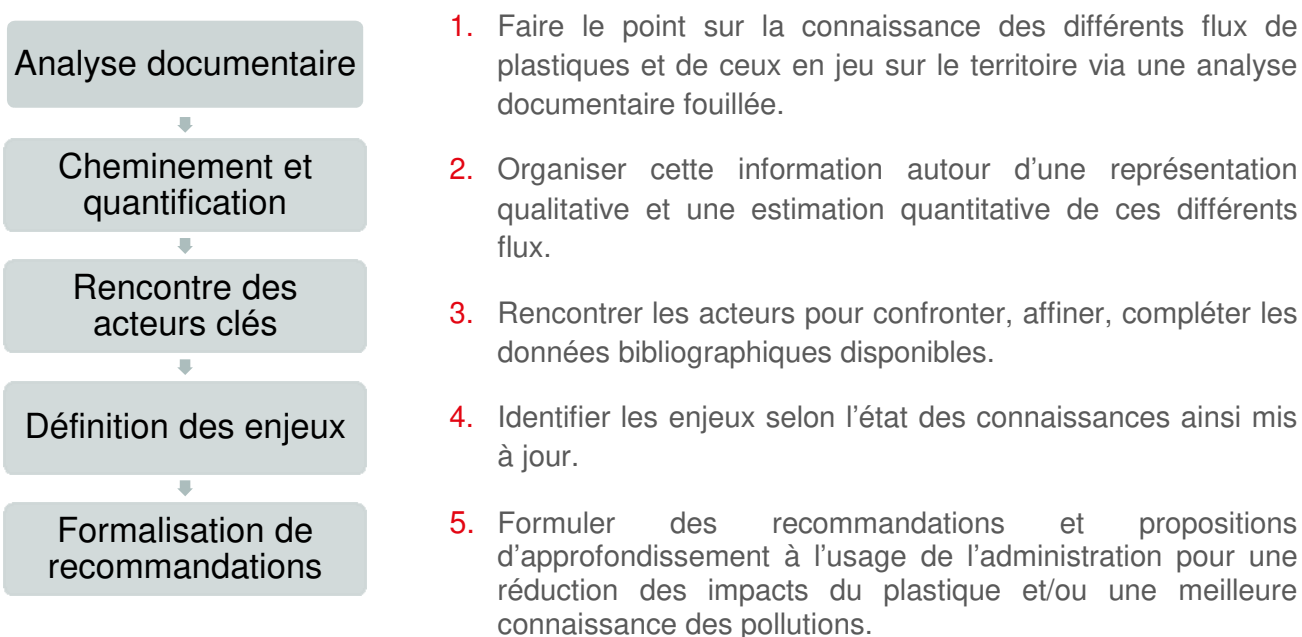 Analyse documentaire
Cheminement et
quantification
Rencontre des
acteurs clés
Définition des enjeux
Formalisation de
recommandations
1. Faire le point sur la connaissance des différents flux de
plastiques et de ceux en jeu sur le territoire via une analyse
documentaire fouillée.
2. Organiser cette information autour d’une représentation
qualitative et une estimation quantitative de ces différents
flux.
3. Rencontrer les acteurs pour confronter, affiner, compléter les
données bibliographiques disponibles.
4. Identifier les enjeux selon l’état des connaissances ainsi mis
à jour.
5. Formuler des recommandations et propositions
d’approfondissement à l’usage de l’administration pour une
réduction des impacts du plastique et/ou une meilleure
connaissance des pollutions.